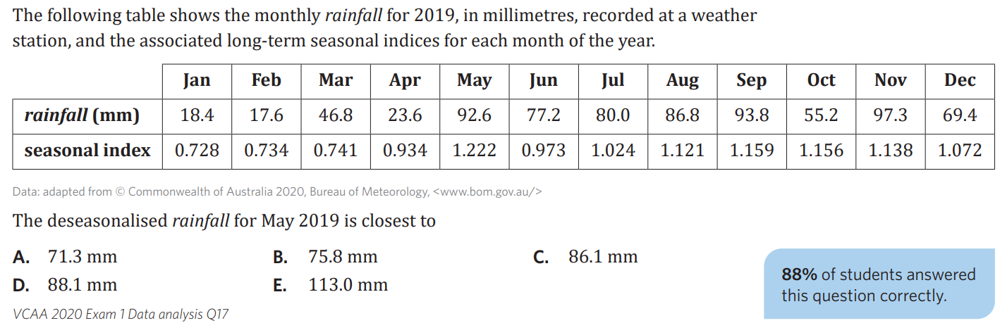 The following table shows the monthly rainfall for 2019, in millimetres, recorded at a weather
station, and the associated long-term seasonal indices for each month of the year.
Jan Feb Mar Apr May Jun Jul Aug Sep Oct Nov Dec
rainfall (mm) 18.4 17.6 46.8 23.6 92.6 77.2 80.0 86.8 93.8 55.2 97.3 69.4
seasonal index 0.728 0.734 0.741 0.934 1.222 0.973 1.024 1.121 1.159 1.156 1.138 1.072
Data: adapted from © Commonwealth of Australia 2020, Bureau of Meteorology, <www.bom.gov.au/>
The deseasonalised rainfall for May 2019 is closest to
A. 71.3 mm B. 75.8 mm C. 86.1 mm
D. 88.1 mm E. 113.0 mm
88% of students answered
this question correctly.
VCAA 2020 Exam 1 Data analysis Q17